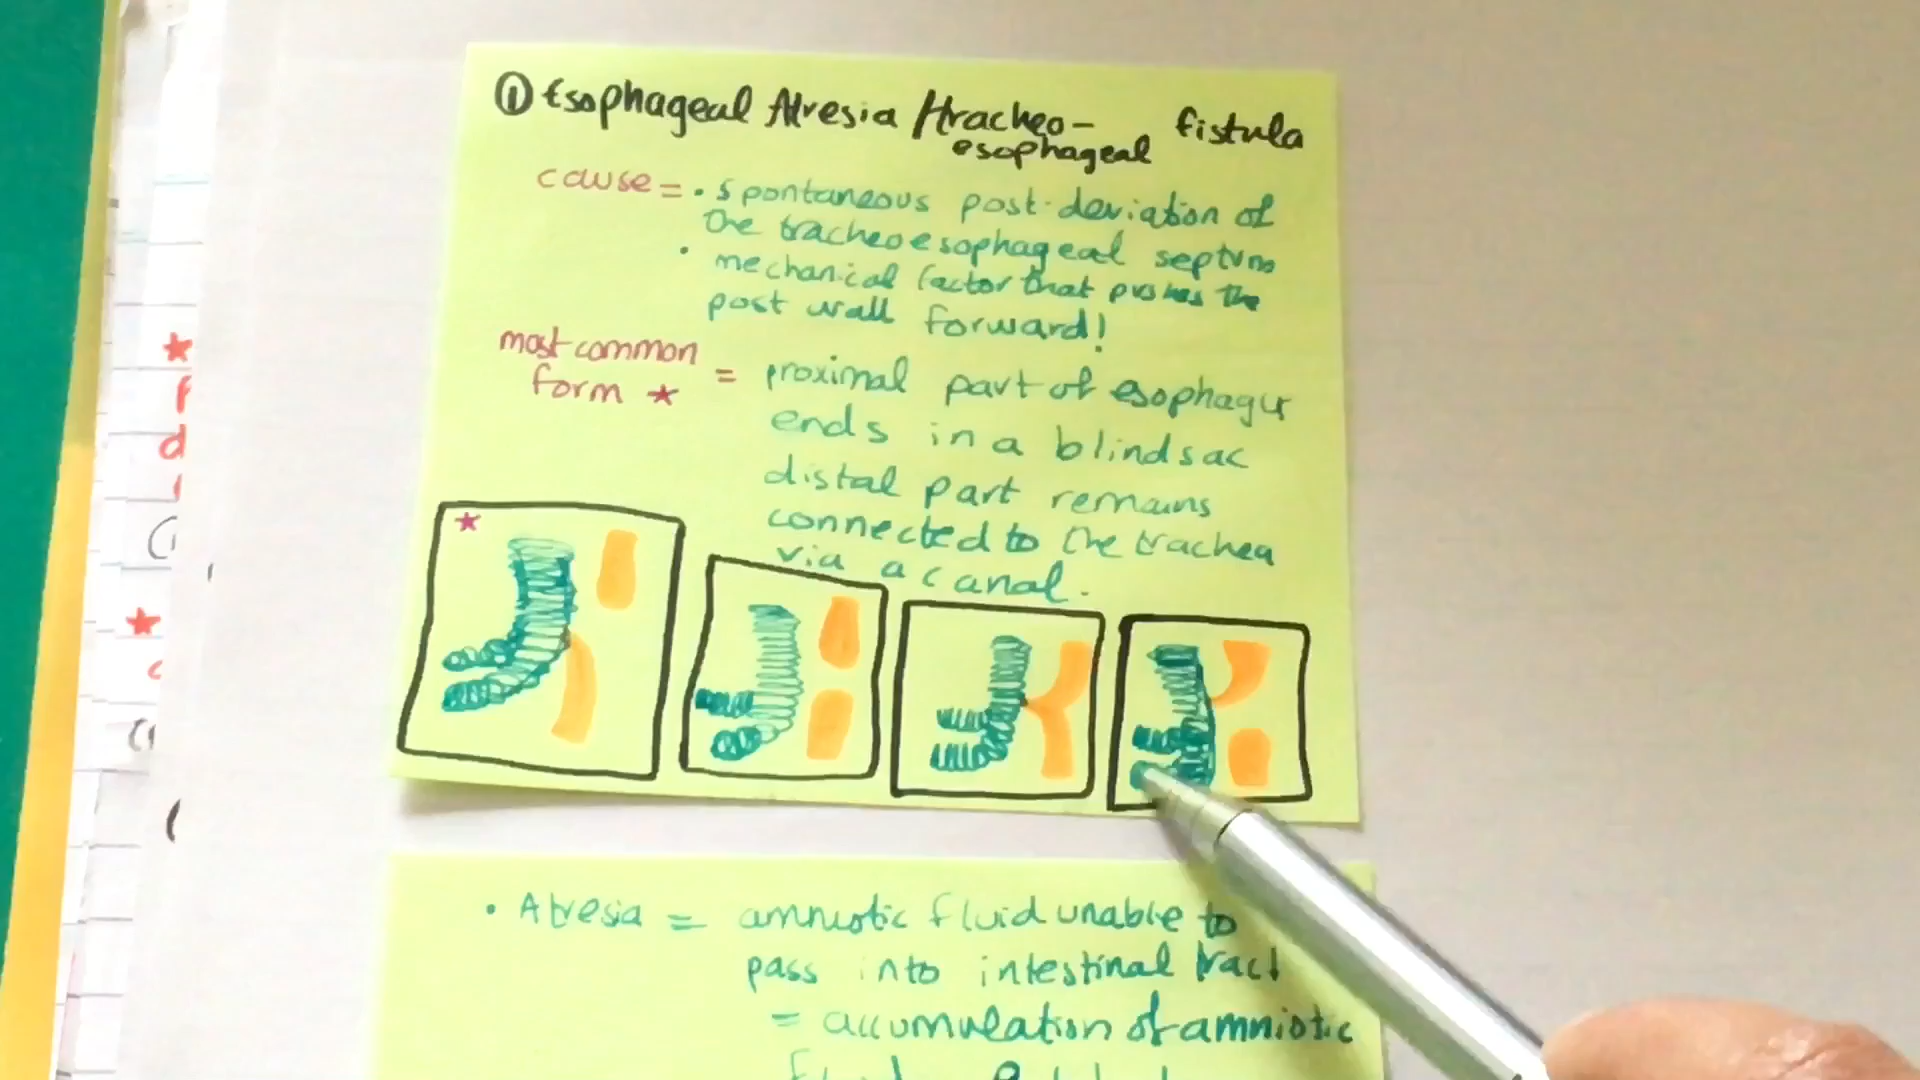 ① Esophageal Atresia / tracheo-esophageal fistula
cause = • spontaneous post. deviation of
the tracheoesophageal septum
• mechanical factor that pushes the
post wall forward!
most common form ★ = proximal part of esophagus
ends in a blind sac
distal part remains
connected to the trachea
via a canal.
• Atresia = amniotic fluid unable to
pass into intestinal tract
= accumulation of amniotic